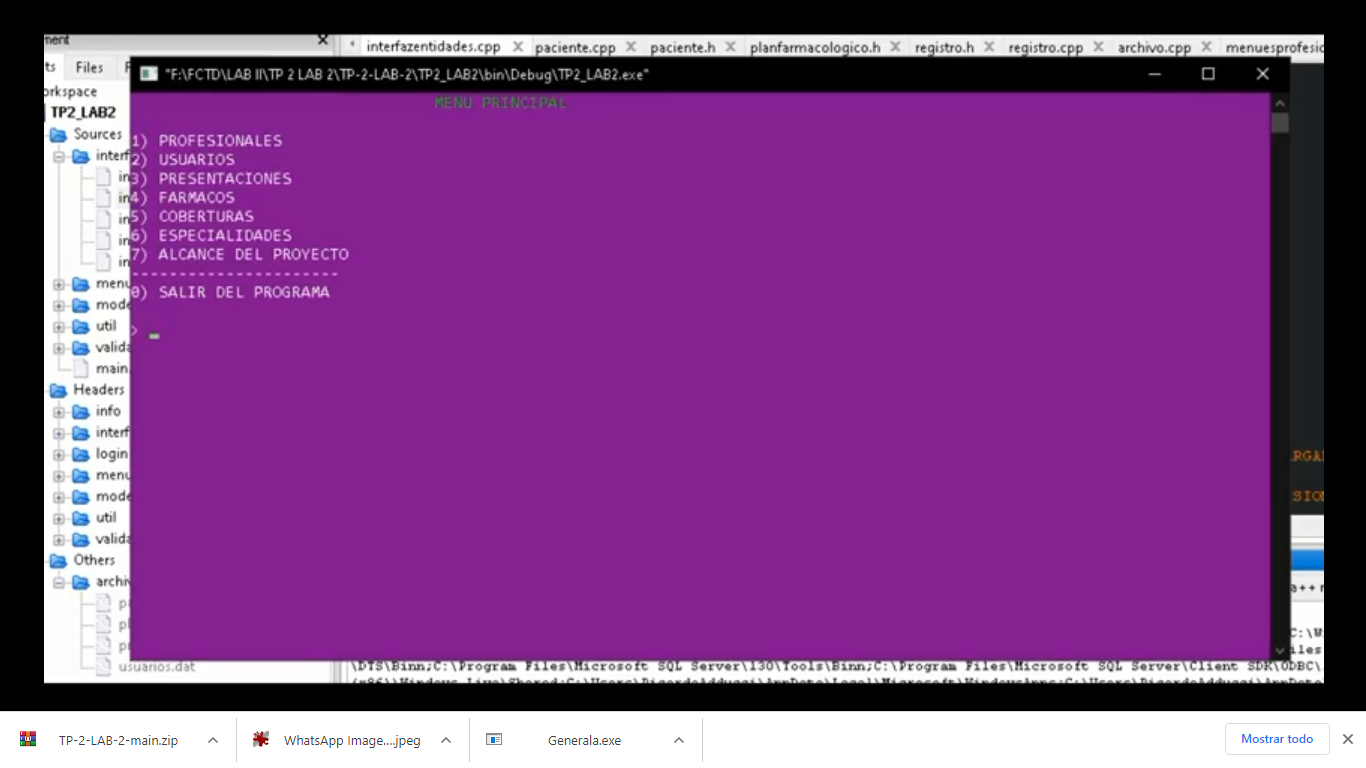 ment
interfazentidades.cpp paciente.cpp paciente.h planfarmacologico.h registro.h registro.cpp archivo.cpp menuesprofesio
ts Files
"F:\FCTD\LAB II\TP 2 LAB 2\TP-2-LAB-2\TP2_LAB2\bin\Debug\TP2_LAB2.exe"
orkspace
TP2_LAB2
Sources
interf
in
in
in
in
in
menu
mode
util
valida
main.
Headers
info
interf
login
menu
mode
util
valida
Others
archiv
pa
pl
pr
usuarios.dat
MENU PRINCIPAL
1) PROFESIONALES
2) USUARIOS
3) PRESENTACIONES
4) FARMACOS
5) COBERTURAS
6) ESPECIALIDADES
7) ALCANCE DEL PROYECTO
----------------------
0) SALIR DEL PROGRAMA
>
RGA
SION
a++
C:\W
iles
\DTS\Binn;C:\Program Files\Microsoft SQL Server\130\Tools\Binn;C:\Program Files\Microsoft SQL Server\Client SDK\ODBC\
TP-2-LAB-2-main.zip WhatsApp Image....jpeg Generala.exe Mostrar todo